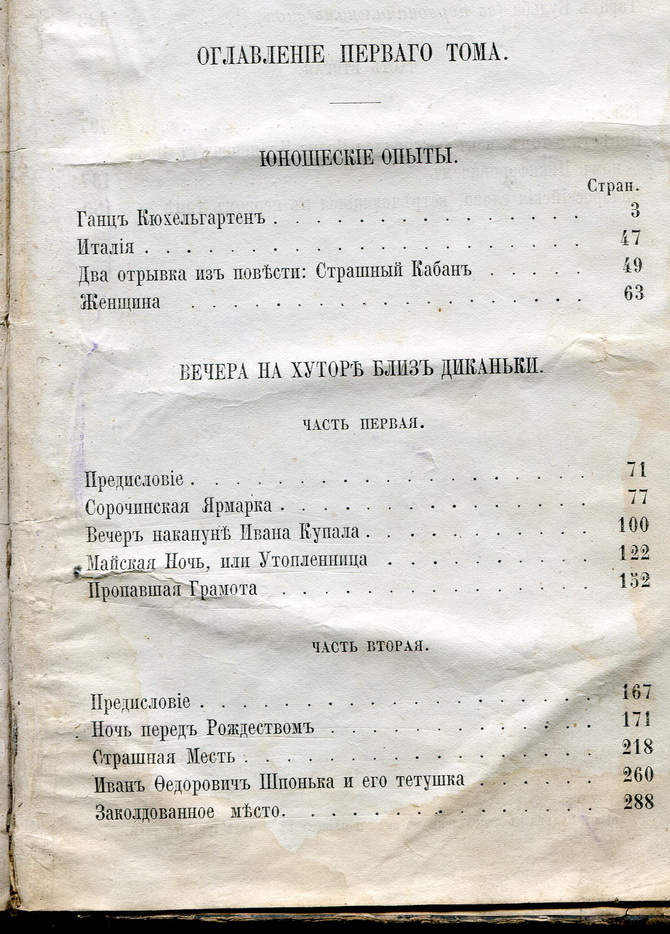 ОГЛАВЛЕНІЕ ПЕРВАГО ТОМА.
ЮНОШЕСКІЕ ОПЫТЫ.
Стран.
Ганцъ Кюхельгартенъ . . . . . . . . . . . . . 3
Италія . . . . . . . . . . . . . . . . . . 47
Два отрывка изъ повѣсти: Страшный Кабанъ . . . . . 49
Женщина . . . . . . . . . . . . . . . . . 63
ВЕЧЕРА НА ХУТОРѢ БЛИЗЪ ДИКАНЬКИ.
ЧАСТЬ ПЕРВАЯ.
Предисловіе . . . . . . . . . . . . . . . . 71
Сорочинская Ярмарка . . . . . . . . . . . . . 77
Вечеръ наканунѣ Ивана Купала . . . . . . . . . 100
Майская Ночь, или Утопленница . . . . . . . . 122
Пропавшая Грамота . . . . . . . . . . . . . 152
ЧАСТЬ ВТОРАЯ.
Предисловіе . . . . . . . . . . . . . . . . 167
Ночь передъ Рождествомъ . . . . . . . . . . . 171
Страшная Месть . . . . . . . . . . . . . . 218
Иванъ Ѳедоровичъ Шпонька и его тетушка . . . . . 260
Заколдованное мѣсто. . . . . . . . . . . . . 288